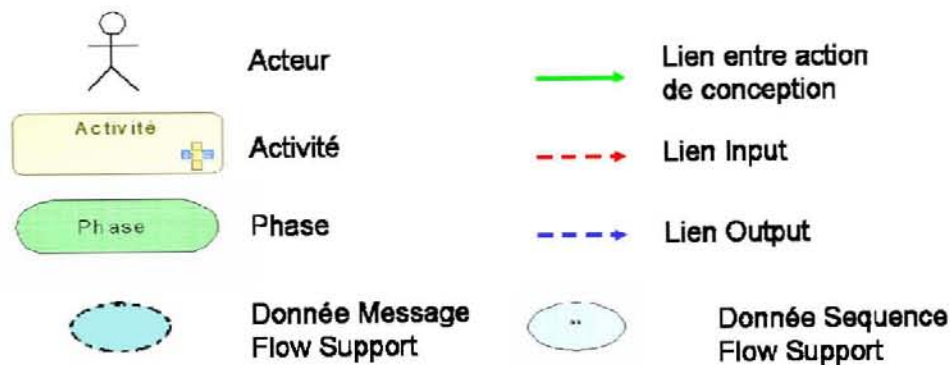 Acteur
Activité
Activité
Phase
Phase
Donnée Message
Flow Support
Lien entre action
de conception
Lien Input
Lien Output
Donnée Sequence
Flow Support